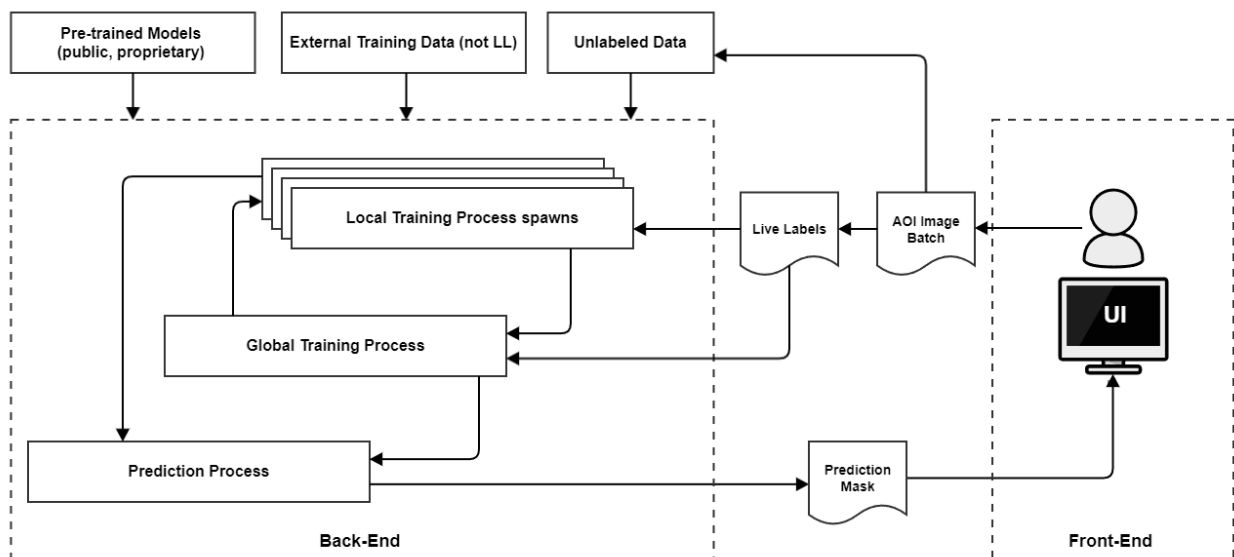 Pre-trained Models
(public, proprietary)
External Training Data (not LL)
Unlabeled Data
Local Training Process spawns
Live Labels
AOI Image
Batch
UI
Global Training Process
Prediction Process
Prediction
Mask
Back-End
Front-End